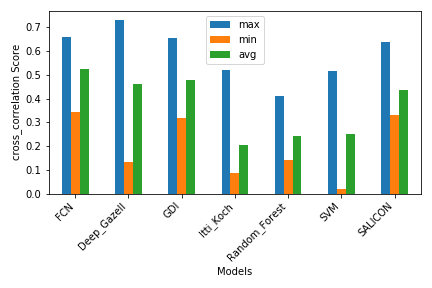 max
min
avg
0.7
0.6
0.5
0.4
0.3
0.2
0.1
0.0
cross_correlation Score
FCN
Deep_Gazell
GDI
Itti_Koch
Random_Forest
SVM
SALICON
Models